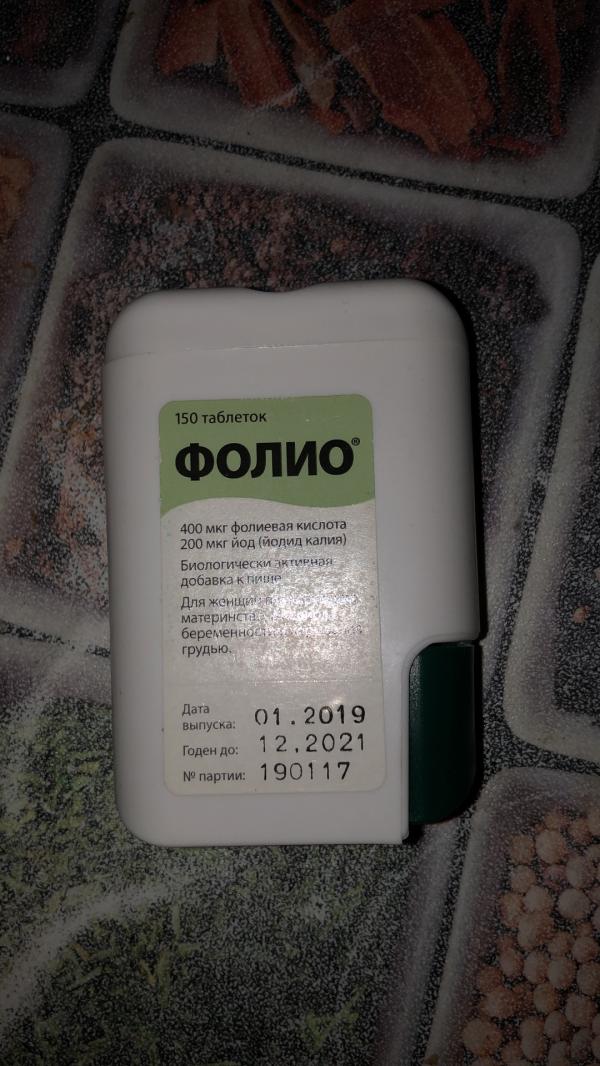 150 таблеток
ФОЛИО®
400 мкг фолиевая кислота
200 мкг йод (йодид калия)
Биологически активная
добавка к пище
Для женщин
материнства
беременности
грудью.
Дата
выпуска: 01.2019
Годен до: 12.2021
№ партии: 190117